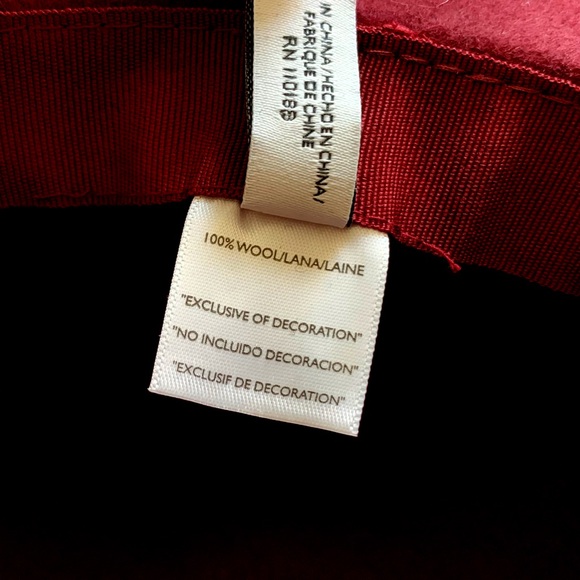 IN CHINA/HECHO EN CHINA/
FABRIQUE DE CHINE
RN 110188
100% WOOL/LANA/LAINE
"EXCLUSIVE OF DECORATION"
"NO INCLUIDO DECORACION"
"EXCLUSIF DE DECORATION"